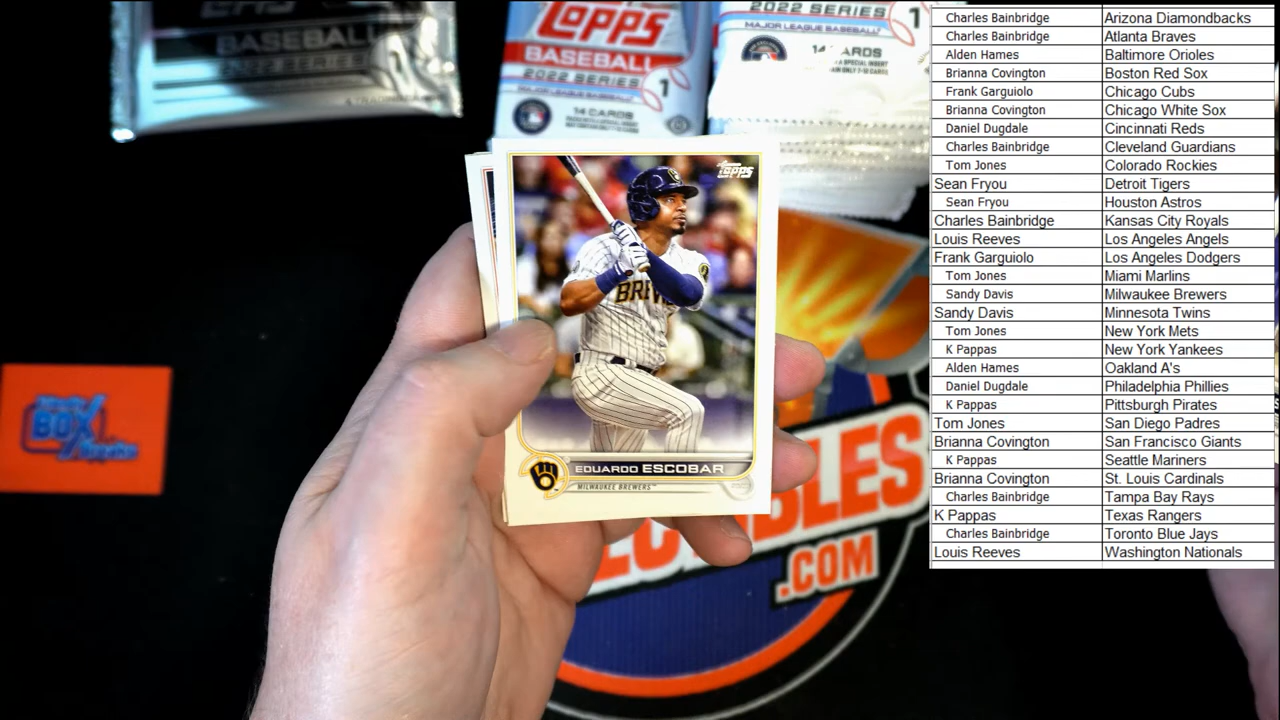 TOPPS
BASEBALL
2022 SERIES 1
MAJOR LEAGUE BASEBALL
14 CARDS
2022 SERIES 1
MAJOR LEAGUE BASEBALL
14 CARDS
BASEBALL
Topps
BREWE
EDUARDO ESCOBAR
MILWAUKEE BREWERS
BOX
.COM
Charles Bainbridge Arizona Diamondbacks
Charles Bainbridge Atlanta Braves
Alden Hames Baltimore Orioles
Brianna Covington Boston Red Sox
Frank Garguiolo Chicago Cubs
Brianna Covington Chicago White Sox
Daniel Dugdale Cincinnati Reds
Charles Bainbridge Cleveland Guardians
Tom Jones Colorado Rockies
Sean Fryou Detroit Tigers
Sean Fryou Houston Astros
Charles Bainbridge Kansas City Royals
Louis Reeves Los Angeles Angels
Frank Garguiolo Los Angeles Dodgers
Tom Jones Miami Marlins
Sandy Davis Milwaukee Brewers
Sandy Davis Minnesota Twins
Tom Jones New York Mets
K Pappas New York Yankees
Alden Hames Oakland A's
Daniel Dugdale Philadelphia Phillies
K Pappas Pittsburgh Pirates
Tom Jones San Diego Padres
Brianna Covington San Francisco Giants
K Pappas Seattle Mariners
Brianna Covington St. Louis Cardinals
Charles Bainbridge Tampa Bay Rays
K Pappas Texas Rangers
Charles Bainbridge Toronto Blue Jays
Louis Reeves Washington Nationals